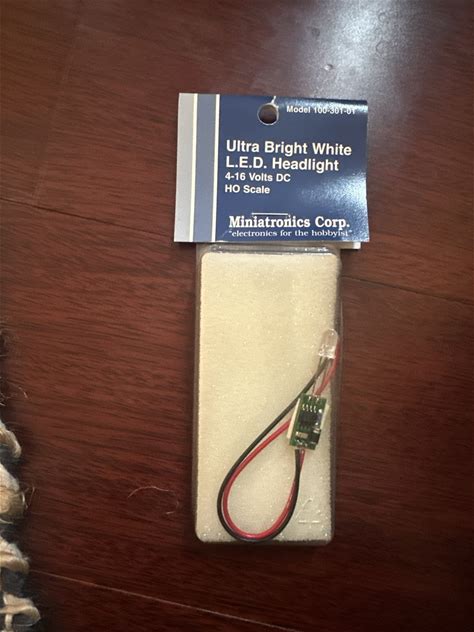 Model 100-301-01
Ultra Bright White
L.E.D. Headlight
4-16 Volts DC
HO Scale
Miniatronics Corp.
"electronics for the hobbyist"